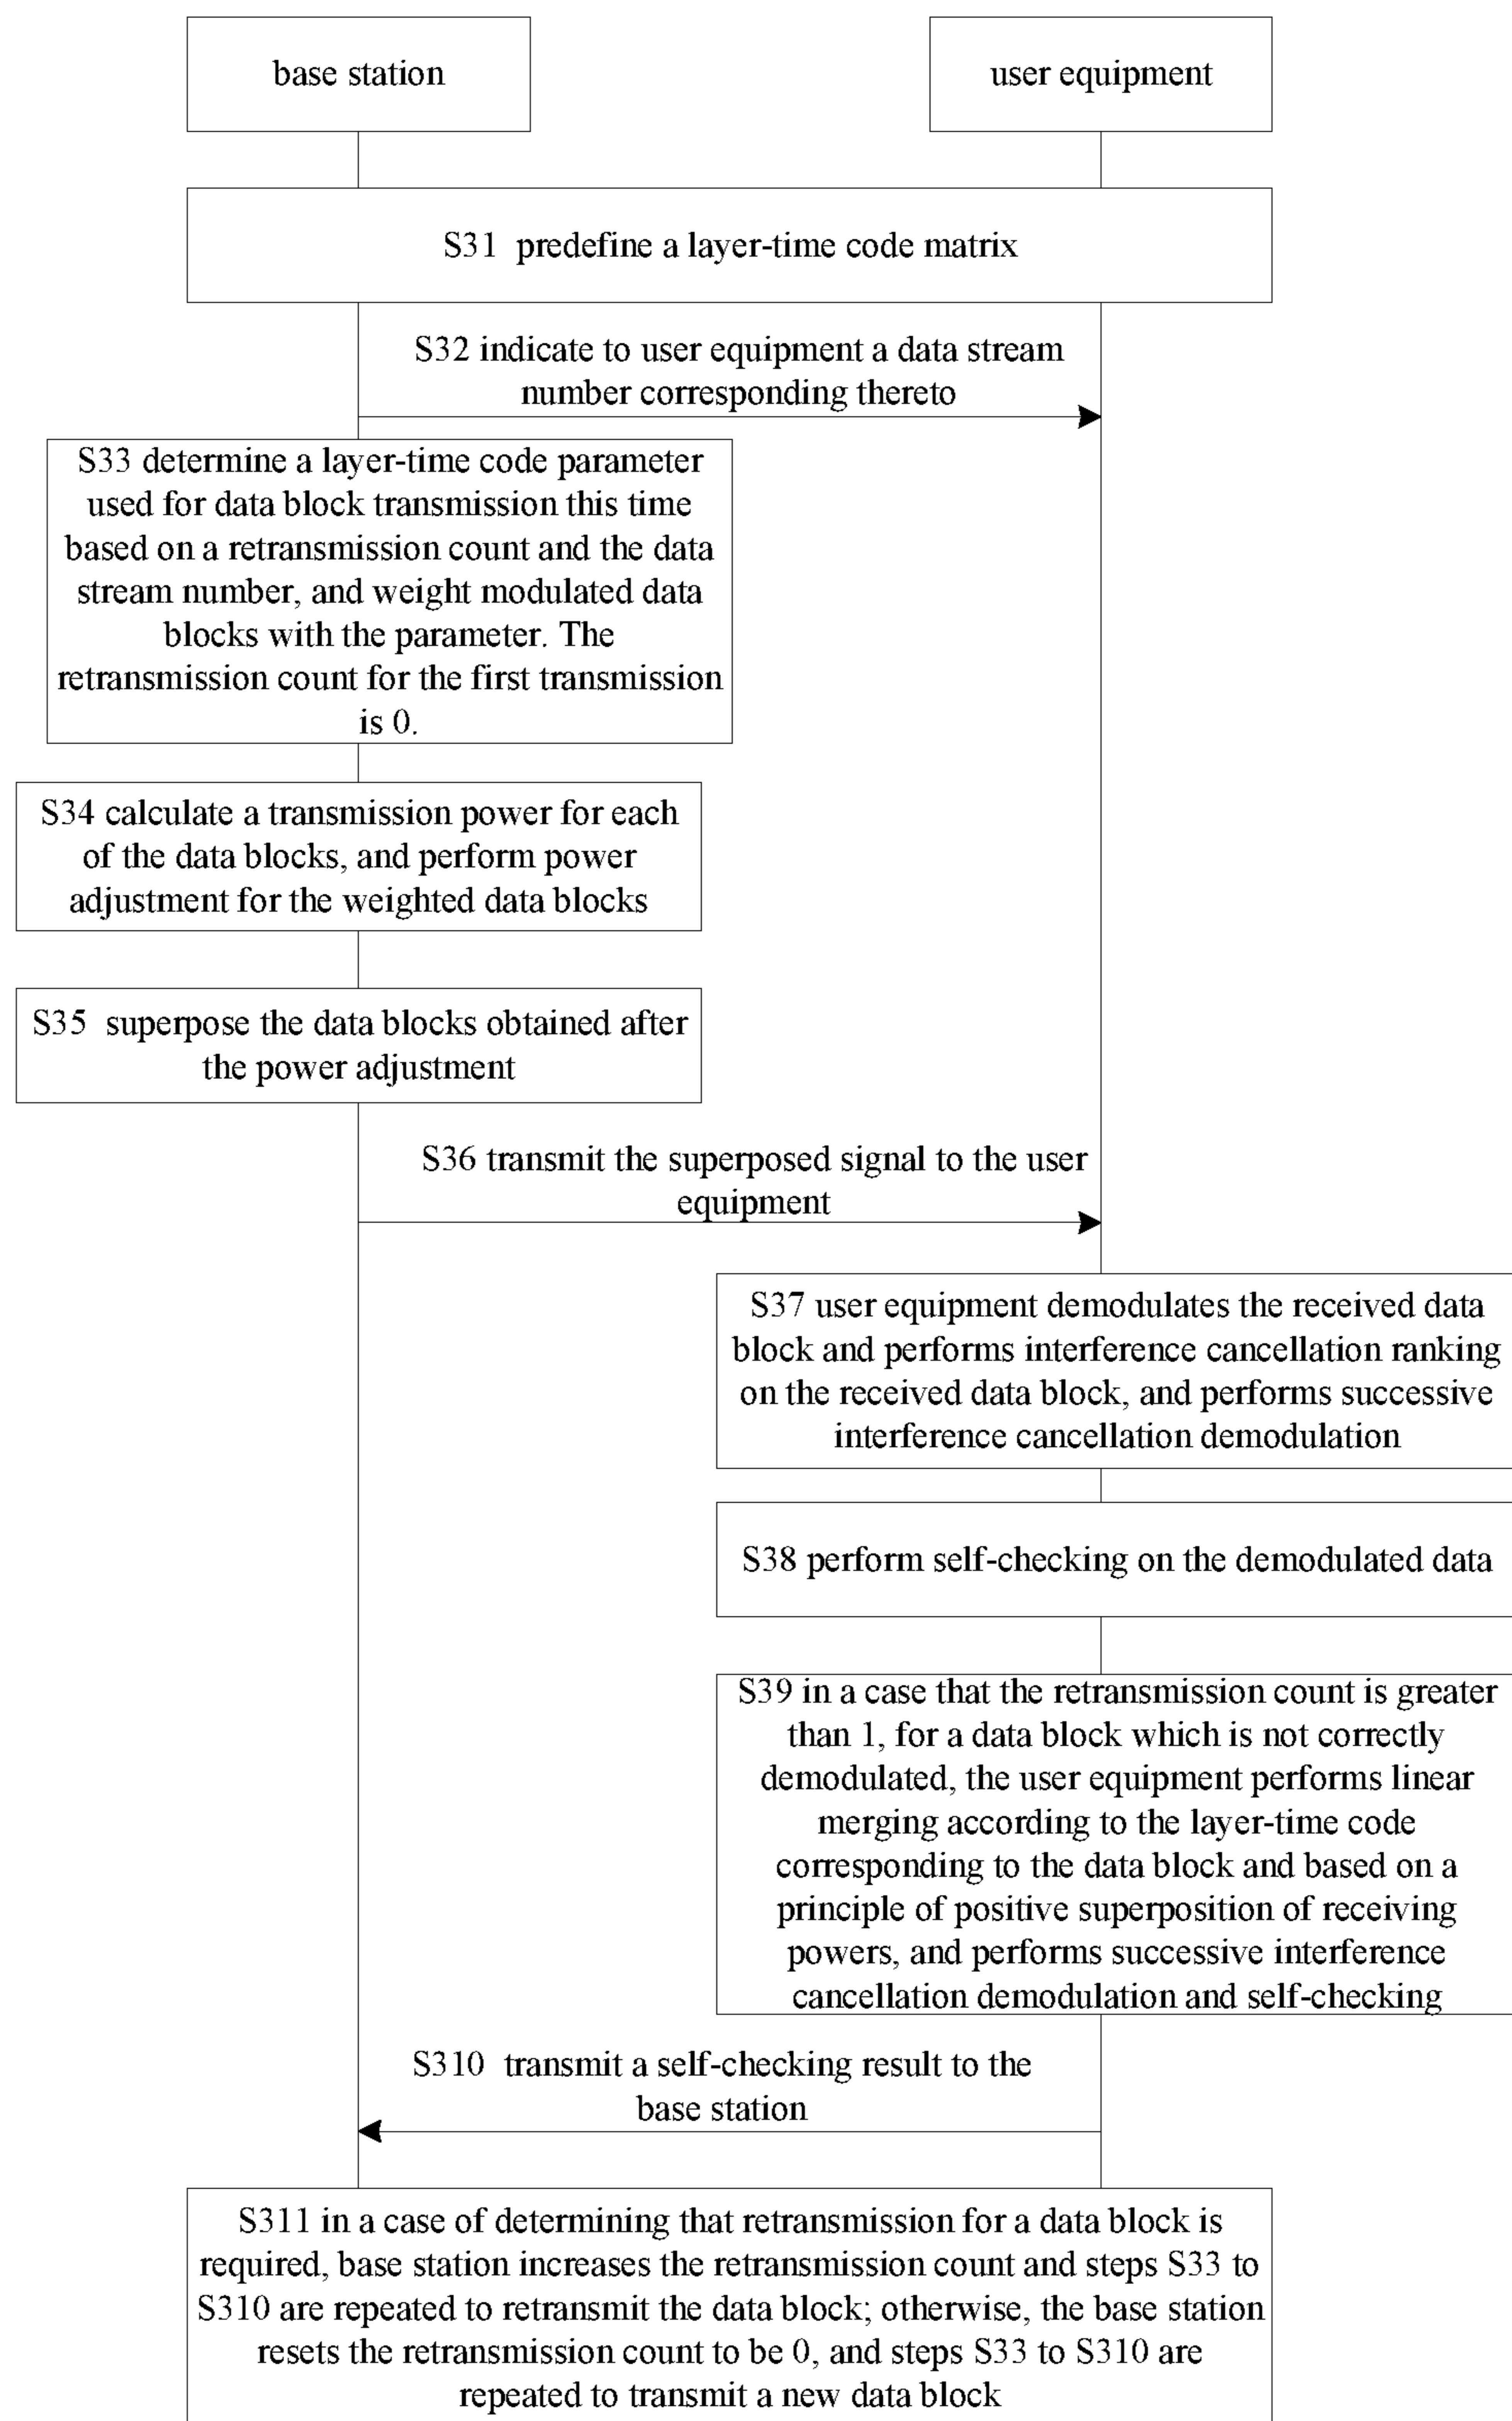 base station
user equipment
S31 predefine a layer-time code matrix
S32 indicate to user equipment a data stream
number corresponding thereto
S33 determine a layer-time code parameter
used for data block transmission this time
based on a retransmission count and the data
stream number, and weight modulated data
blocks with the parameter. The
retransmission count for the first transmission
is 0.
S34 calculate a transmission power for each
of the data blocks, and perform power
adjustment for the weighted data blocks
S35 superpose the data blocks obtained after
the power adjustment
S36 transmit the superposed signal to the user
equipment
S37 user equipment demodulates the received data
block and performs interference cancellation ranking
on the received data block, and performs successive
interference cancellation demodulation
S38 perform self-checking on the demodulated data
S39 in a case that the retransmission count is greater
than 1, for a data block which is not correctly
demodulated, the user equipment performs linear
merging according to the layer-time code
corresponding to the data block and based on a
principle of positive superposition of receiving
powers, and performs successive interference
cancellation demodulation and self-checking
S310 transmit a self-checking result to the
base station
S311 in a case of determining that retransmission for a data block is
required, base station increases the retransmission count and steps S33 to
S310 are repeated to retransmit the data block; otherwise, the base station
resets the retransmission count to be 0, and steps S33 to S310 are
repeated to transmit a new data block